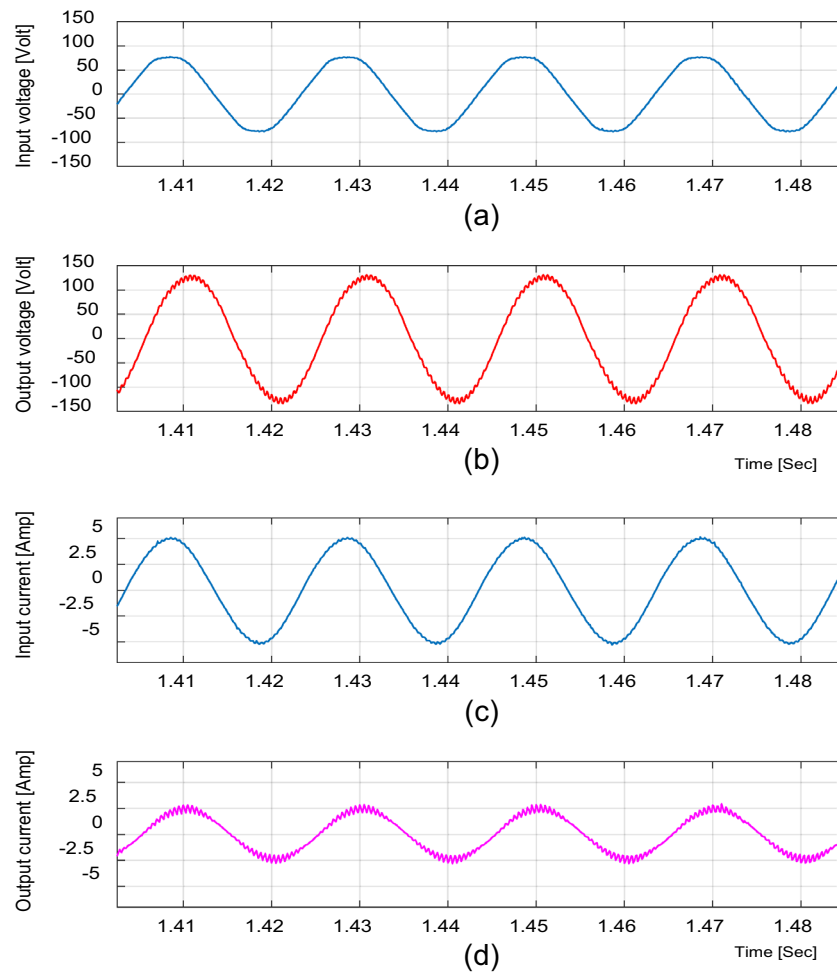 Input voltage [Volt]
150
100
50
0
-50
-100
-150
1.41 1.42 1.43 1.44 1.45 1.46 1.47 1.48
(a)
Output voltage [Volt]
150
100
50
0
-50
-100
-150
1.41 1.42 1.43 1.44 1.45 1.46 1.47 1.48
(b)
Time [Sec]
Input current [Amp]
5
2.5
0
-2.5
-5
1.41 1.42 1.43 1.44 1.45 1.46 1.47 1.48
(c)
Output current [Amp]
5
2.5
0
-2.5
-5
1.41 1.42 1.43 1.44 1.45 1.46 1.47 1.48
(d)
Time [Sec]